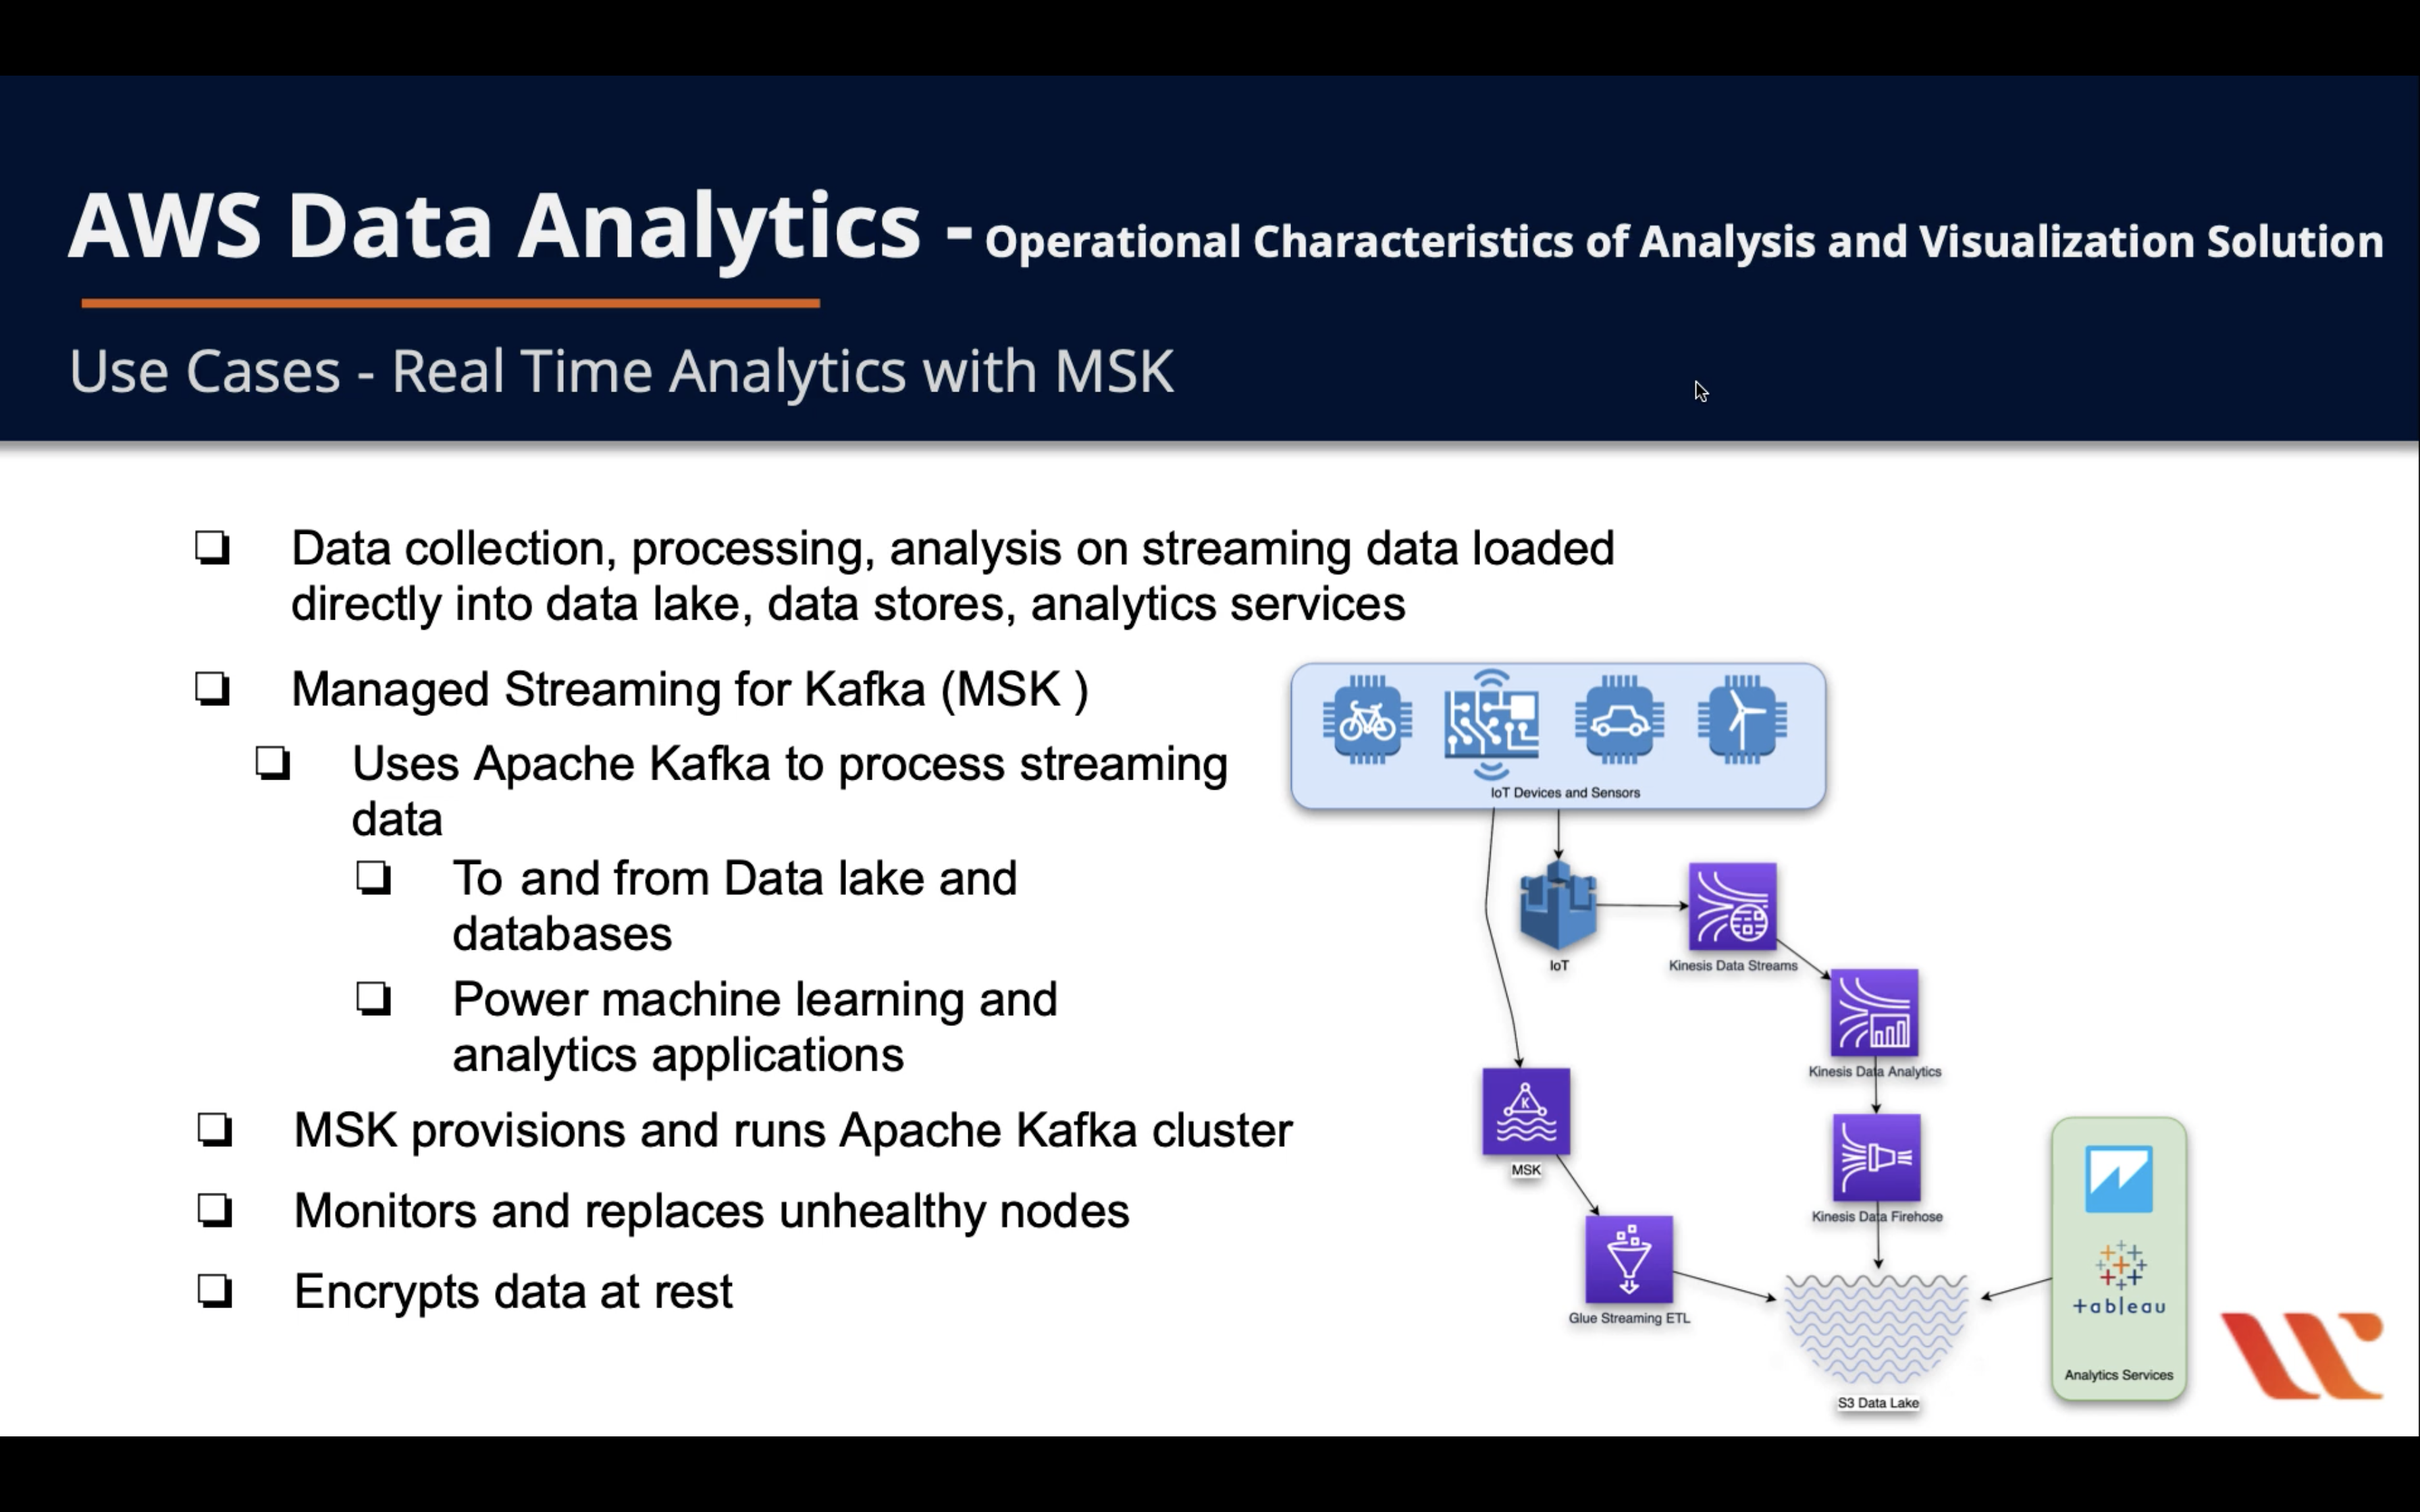 AWS Data Analytics - Operational Characteristics of Analysis and Visualization Solution
Use Cases - Real Time Analytics with MSK
❏ Data collection, processing, analysis on streaming data loaded
directly into data lake, data stores, analytics services
❏ Managed Streaming for Kafka (MSK )
❏ Uses Apache Kafka to process streaming
data
❏ To and from Data lake and
databases
❏ Power machine learning and
analytics applications
❏ MSK provisions and runs Apache Kafka cluster
❏ Monitors and replaces unhealthy nodes
❏ Encrypts data at rest
IoT Devices and Sensors
IoT
Kinesis Data Streams
Kinesis Data Analytics
K
MSK
Kinesis Data Firehose
Glue Streaming ETL
S3 Data Lake
+ableau
Analytics Services